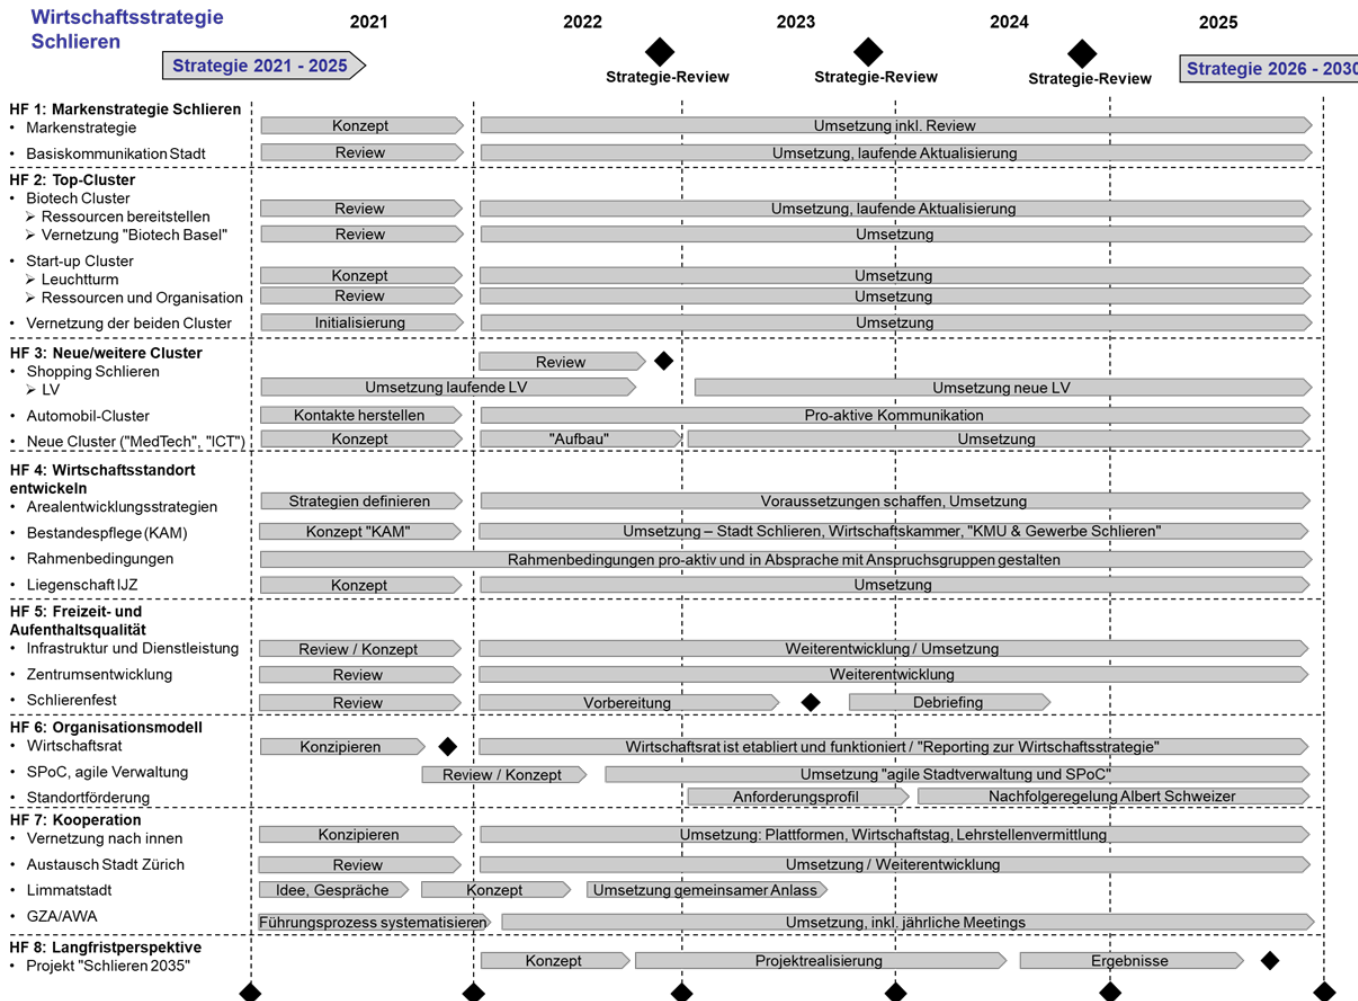 Wirtschaftsstrategie
Schlieren
2021 2022 2023 2024 2025
Strategie 2021 - 2025
Strategie-Review Strategie-Review Strategie-Review
Strategie 2026 - 2030
HF 1: Markenstrategie Schlieren
• Markenstrategie Konzept Umsetzung inkl. Review
• Basiskommunikation Stadt Review Umsetzung, laufende Aktualisierung
HF 2: Top-Cluster
• Biotech Cluster
➢ Ressourcen bereitstellen Review Umsetzung, laufende Aktualisierung
➢ Vernetzung "Biotech Basel" Review Umsetzung
• Start-up Cluster
➢ Leuchtturm Konzept Umsetzung
➢ Ressourcen und Organisation Review Umsetzung
• Vernetzung der beiden Cluster Initialisierung Umsetzung
HF 3: Neue/weitere Cluster
• Shopping Schlieren Review
➢ LV Umsetzung laufende LV Umsetzung neue LV
• Automobil-Cluster Kontakte herstellen Pro-aktive Kommunikation
• Neue Cluster ("MedTech", "ICT") Konzept "Aufbau" Umsetzung
HF 4: Wirtschaftsstandort
entwickeln
• Arealentwicklungsstrategien Strategien definieren Voraussetzungen schaffen, Umsetzung
• Bestandespflege (KAM) Konzept "KAM" Umsetzung – Stadt Schlieren, Wirtschaftskammer, "KMU & Gewerbe Schlieren"
• Rahmenbedingungen Rahmenbedingungen pro-aktiv und in Absprache mit Anspruchsgruppen gestalten
• Liegenschaft IJZ Konzept Umsetzung
HF 5: Freizeit- und
Aufenthaltsqualität
• Infrastruktur und Dienstleistung Review / Konzept Weiterentwicklung / Umsetzung
• Zentrumsentwicklung Review Weiterentwicklung
• Schlierenfest Review Vorbereitung Debriefing
HF 6: Organisationsmodell
• Wirtschaftsrat Konzipieren Wirtschaftsrat ist etabliert und funktioniert / "Reporting zur Wirtschaftsstrategie"
• SPoC, agile Verwaltung Review / Konzept Umsetzung "agile Stadtverwaltung und SPoC"
• Standortförderung Anforderungsprofil Nachfolgeregelung Albert Schweizer
HF 7: Kooperation
• Vernetzung nach innen Konzipieren Umsetzung: Plattformen, Wirtschaftstag, Lehrstellenvermittlung
• Austausch Stadt Zürich Review Umsetzung / Weiterentwicklung
• Limmatstadt Idee, Gespräche Konzept Umsetzung gemeinsamer Anlass
• GZA/AWA Führungsprozess systematisieren Umsetzung, inkl. jährliche Meetings
HF 8: Langfristperspektive
• Projekt "Schlieren 2035" Konzept Projektrealisierung Ergebnisse